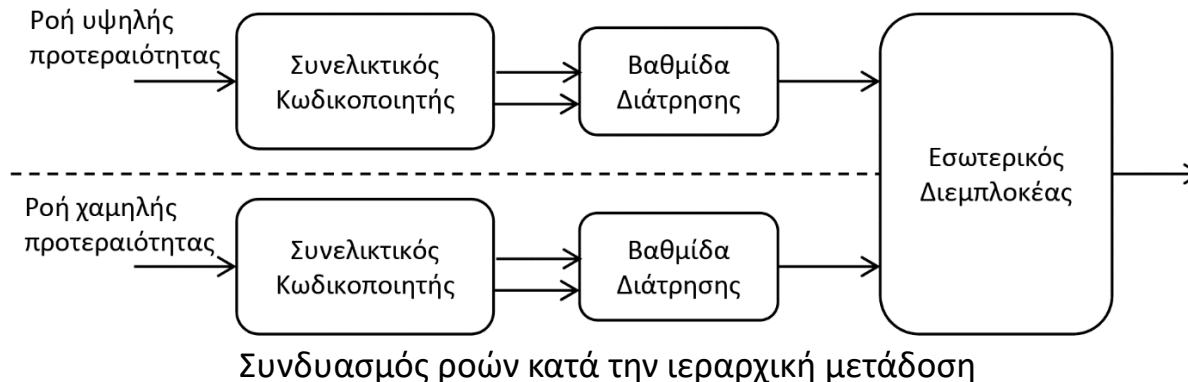 Ροή υψηλής
προτεραιότητας
Συνελικτικός
Κωδικοποιητής
Βαθμίδα
Διάτρησης
Εσωτερικός
Διεμπλοκέας
Ροή χαμηλής
προτεραιότητας
Συνελικτικός
Κωδικοποιητής
Βαθμίδα
Διάτρησης
Συνδυασμός ροών κατά την ιεραρχική μετάδοση